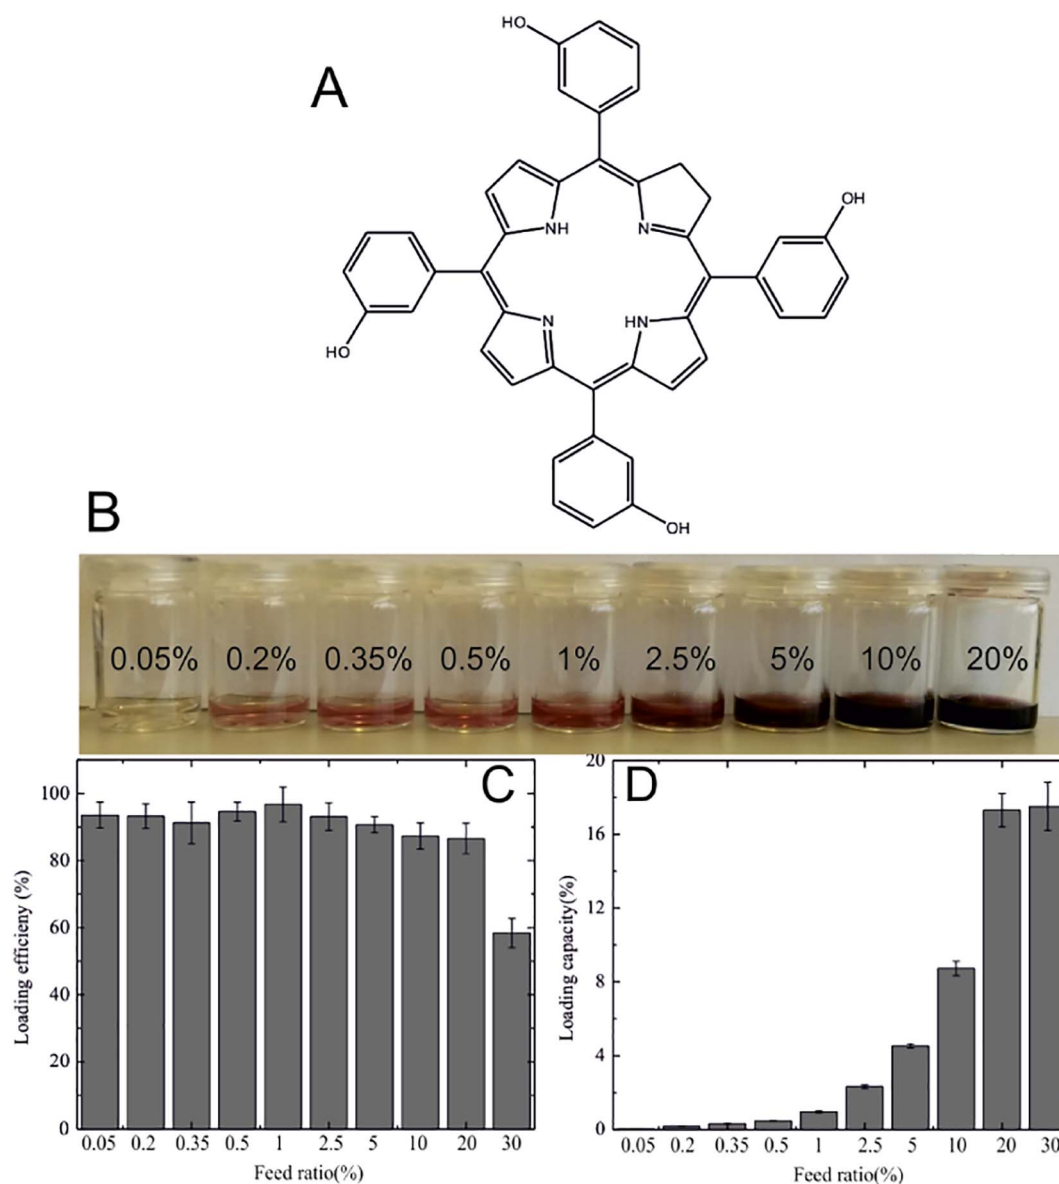 A
HO
OH
NH
N
N
HN
HO
OH
B
0.05% 0.2% 0.35% 0.5% 1% 2.5% 5% 10% 20%
C
100
80
60
40
20
0
Loading efficieny (%)
0.05 0.2 0.35 0.5 1 2.5 5 10 20 30
Feed ratio(%)
D
20
16
12
8
4
0
Loading capacity(%)
0.05 0.2 0.35 0.5 1 2.5 5 10 20 30
Feed ratio(%)